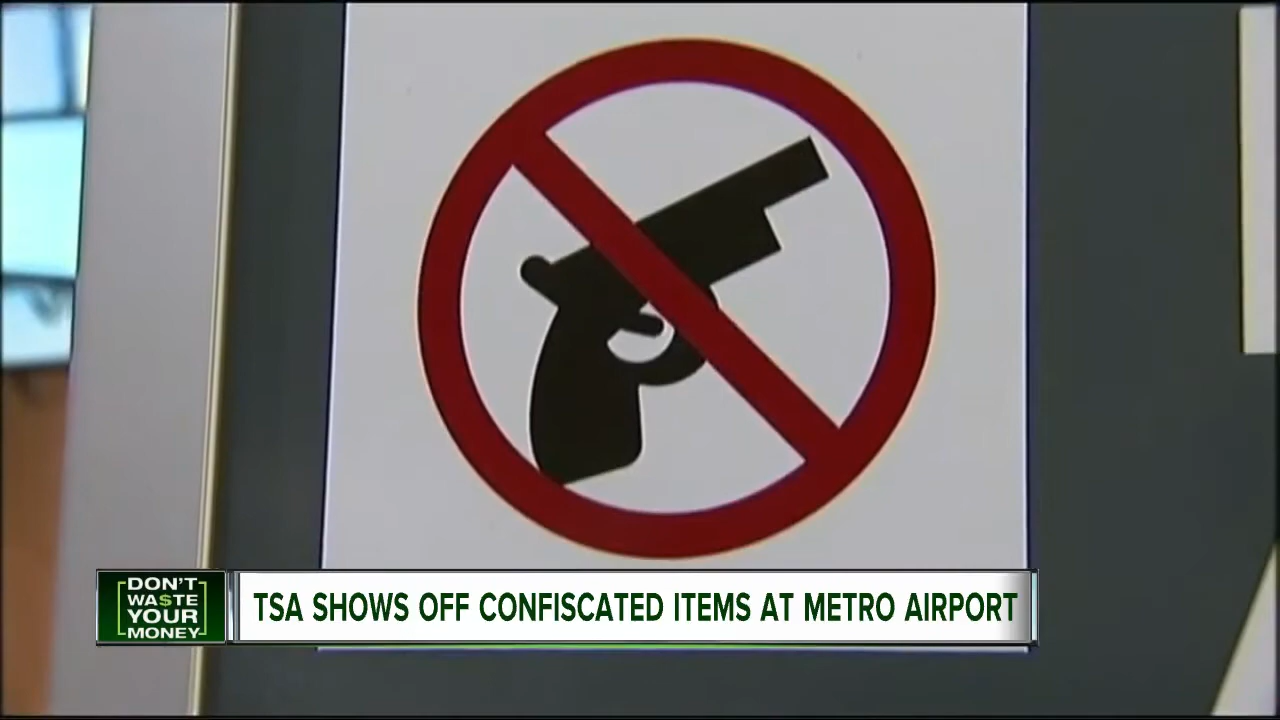 DON'T
WA$TE
YOUR
MONEY
TSA SHOWS OFF CONFISCATED ITEMS AT METRO AIRPORT